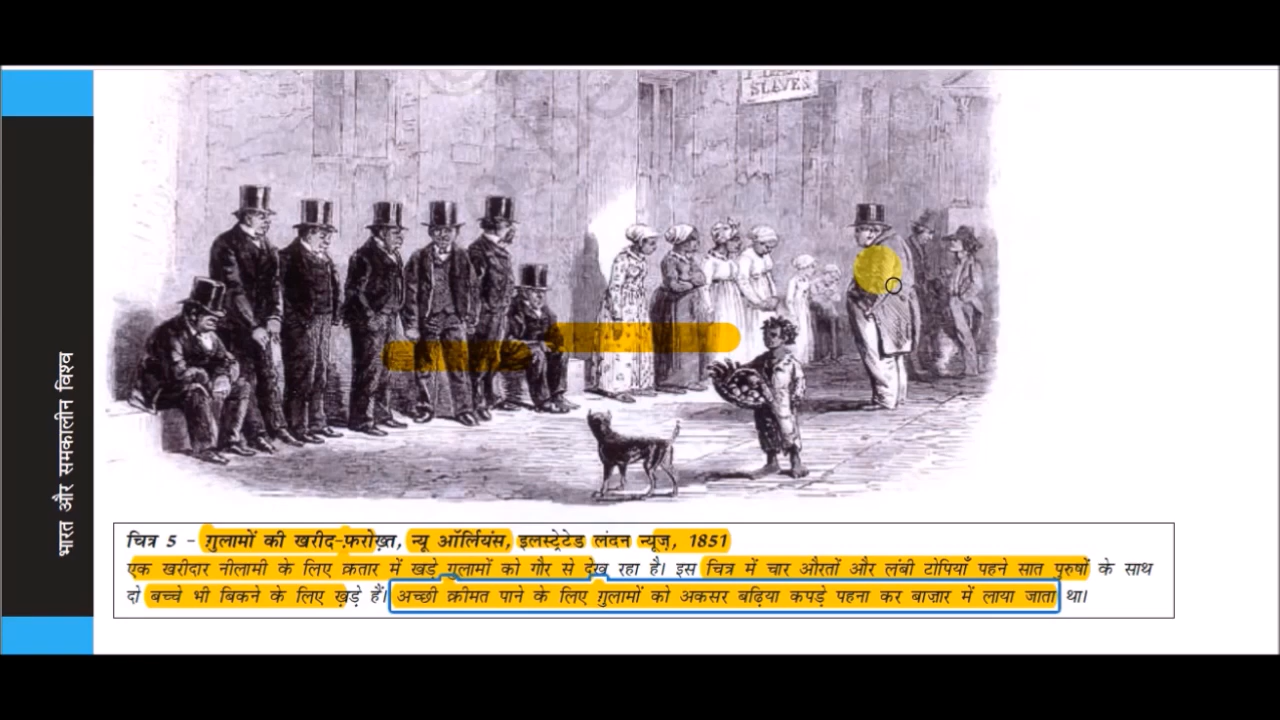 SLAVES
भारत और समकालीन विश्व
चित्र 5 – ग़ुलामों की खरीद-फ़रोख़्त, न्यू ऑर्लियंस, इलस्ट्रेटेड लंदन न्यूज़, 1851
एक खरीदार नीलामी के लिए क़तार में खड़े ग़ुलामों को गौर से देख रहा है। इस चित्र में चार औरतों और लंबी टोपियाँ पहने सात पुरुषों के साथ
दो बच्चे भी बिकने के लिए खड़े हैं। अच्छी क़ीमत पाने के लिए ग़ुलामों को अकसर बढ़िया कपड़े पहना कर बाज़ार में लाया जाता था।